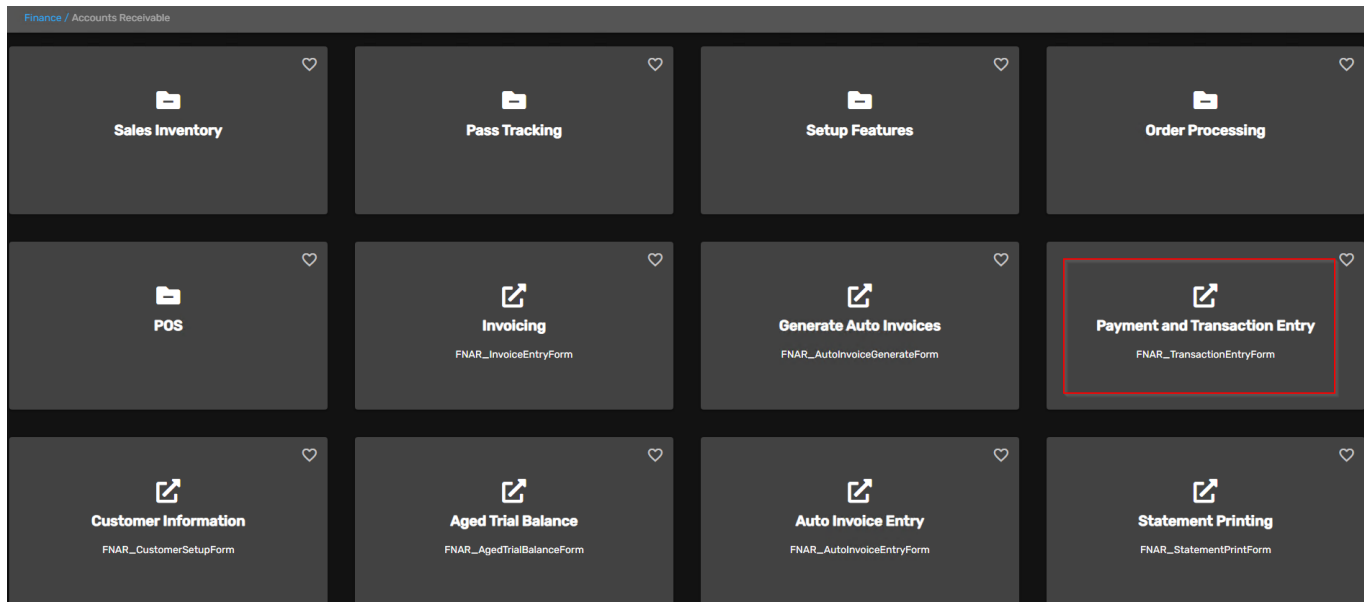 Finance / Accounts Receivable
Sales Inventory
Pass Tracking
Setup Features
Order Processing
POS
Invoicing
FNAR_InvoiceEntryForm
Generate Auto Invoices
FNAR_AutoInvoiceGenerateForm
Payment and Transaction Entry
FNAR_TransactionEntryForm
Customer Information
FNAR_CustomerSetupForm
Aged Trial Balance
FNAR_AgedTrialBalanceForm
Auto Invoice Entry
FNAR_AutoInvoiceEntryForm
Statement Printing
FNAR_StatementPrintForm